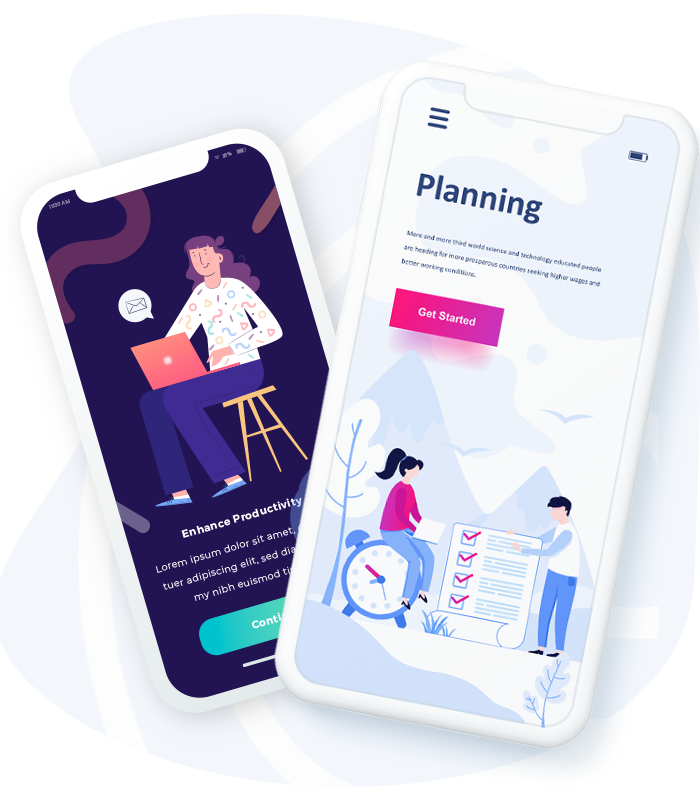 10:00 AM
Enhance Productivity
Lorem ipsum dolor sit amet,
tuer adipiscing elit, sed dia
my nibh euismod ti
Conti
Planning
More and more third world science and technology educated people
are heading for more prosperous countries seeking higher wages and
better working conditions.
Get Started